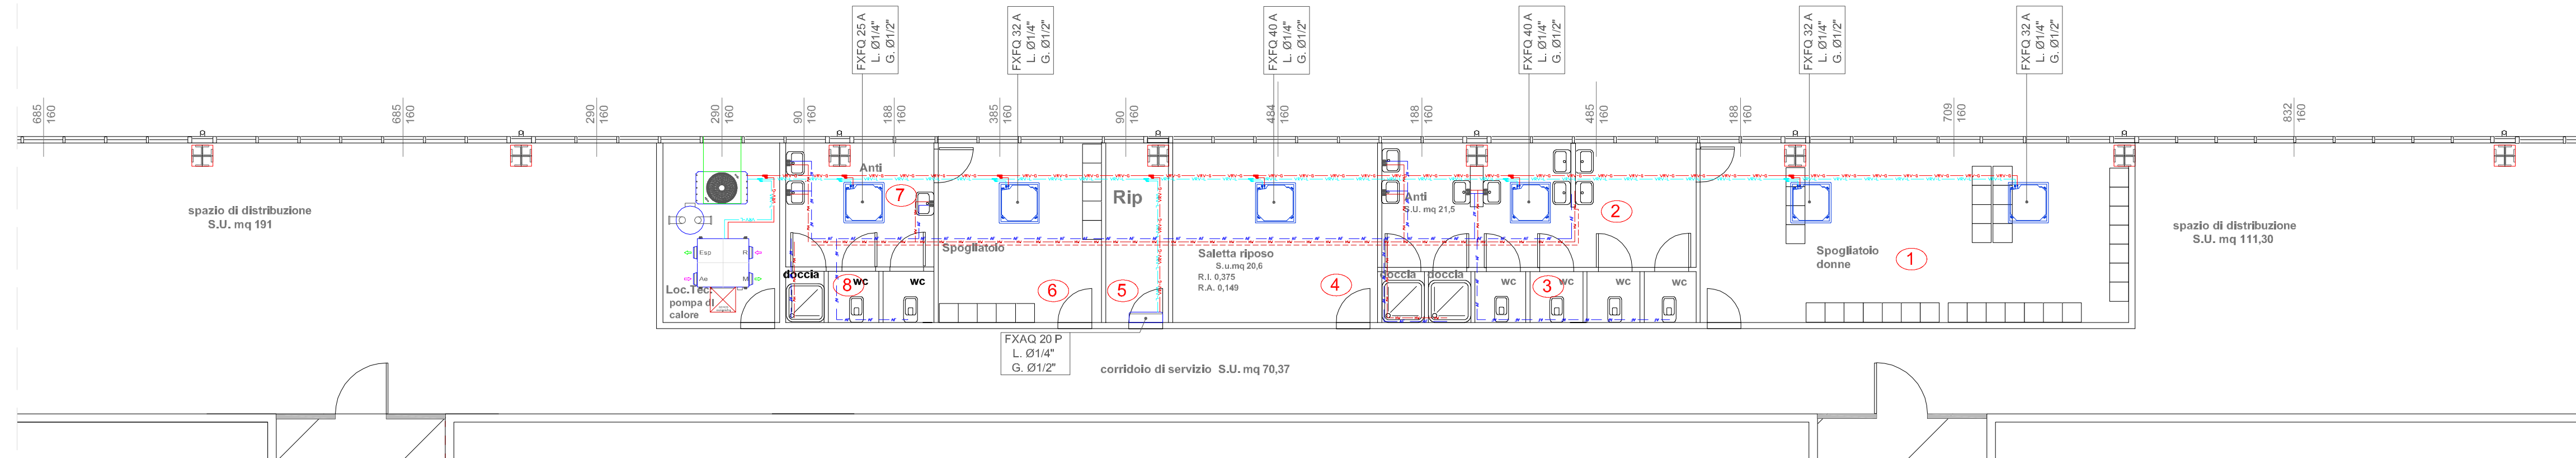 FXFQ 25 A
L. Ø1/4"
G. Ø1/2"
FXFQ 32 A
L. Ø1/4"
G. Ø1/2"
FXFQ 40 A
L. Ø1/4"
G. Ø1/2"
FXFQ 40 A
L. Ø1/4"
G. Ø1/2"
FXFQ 32 A
L. Ø1/4"
G. Ø1/2"
FXFQ 32 A
L. Ø1/4"
G. Ø1/2"
685
160
685
160
290
160
290
160
90
160
188
160
385
160
90
160
484
160
188
160
485
160
188
160
709
160
832
160
spazio di distribuzione
S.U. mq 191
Esp
R
Ae
M
Loc.Tec.
pompa di
calore
Anti
7
doccia
8
wc
wc
Spogliatoio
6
Rip
5
Saletta riposo
S.u.mq 20,6
R.I. 0,375
R.A. 0,149
4
Anti
S.U. mq 21,5
2
doccia
doccia
wc
3
wc
wc
wc
Spogliatoio
donne
1
spazio di distribuzione
S.U. mq 111,30
FXAQ 20 P
L. Ø1/4"
G. Ø1/2"
corridoio di servizio S.U. mq 70,37